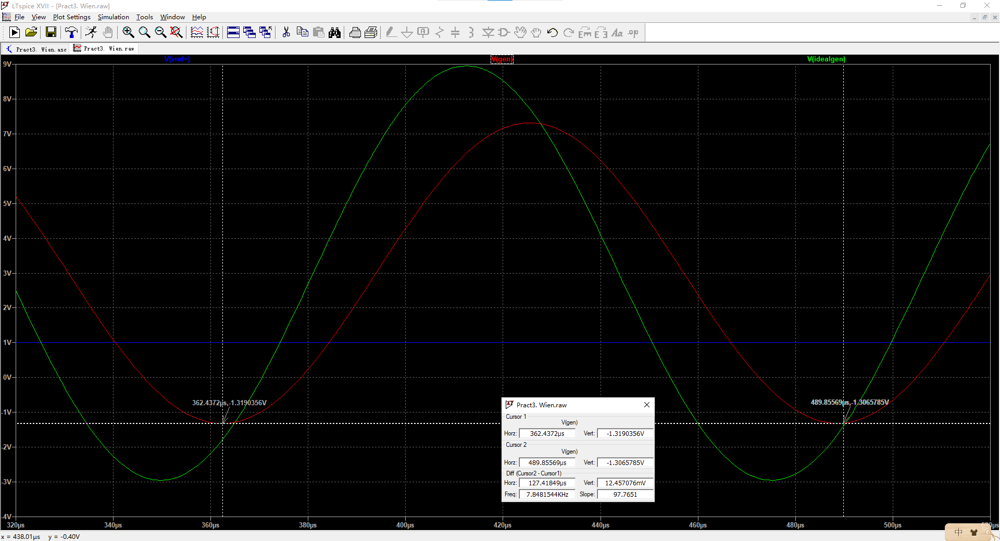 LTspice XVII - [Pract3. Wien.raw]
File View Plot Settings Simulation Tools Window Help
Pract3. Wien.asc Pract3. Wien.raw
V(vref+) V(gen) V(idealgen)
9V
8V
7V
6V
5V
4V
3V
2V
1V
0V
-1V
-2V
-3V
-4V
362.4372µs,-1.3190356V
489.85569µs,-1.3065785V
Pract3. Wien.raw
Cursor 1
V(gen)
Horz: 362.4372µs Vert: -1.3190356V
Cursor 2
V(gen)
Horz: 489.85569µs Vert: -1.3065785V
Diff (Cursor2 - Cursor1)
Horz: 127.41849µs Vert: 12.457076mV
Freq: 7.8481544KHz Slope: 97.7651
320µs 340µs 360µs 380µs 400µs 420µs 440µs 460µs 480µs 500µs
x = 438.01µs y = -0.40V
中